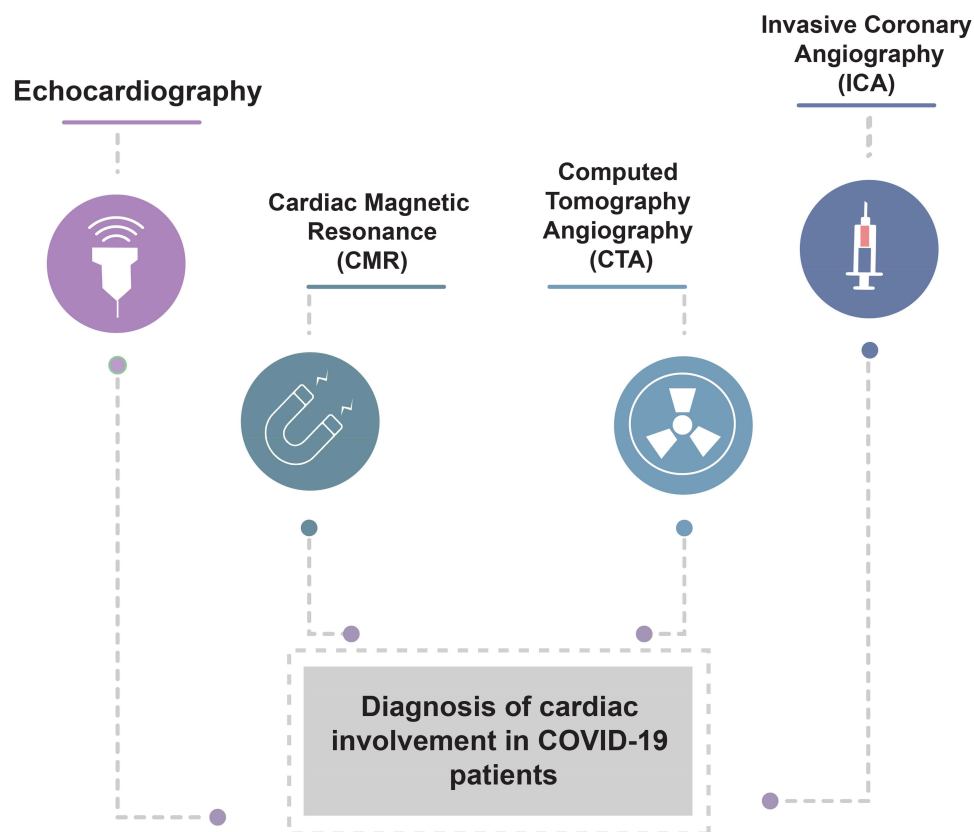 Echocardiography
Cardiac Magnetic
Resonance
(CMR)
Computed
Tomography
Angiography
(CTA)
Invasive Coronary
Angiography
(ICA)
Diagnosis of cardiac
involvement in COVID-19
patients